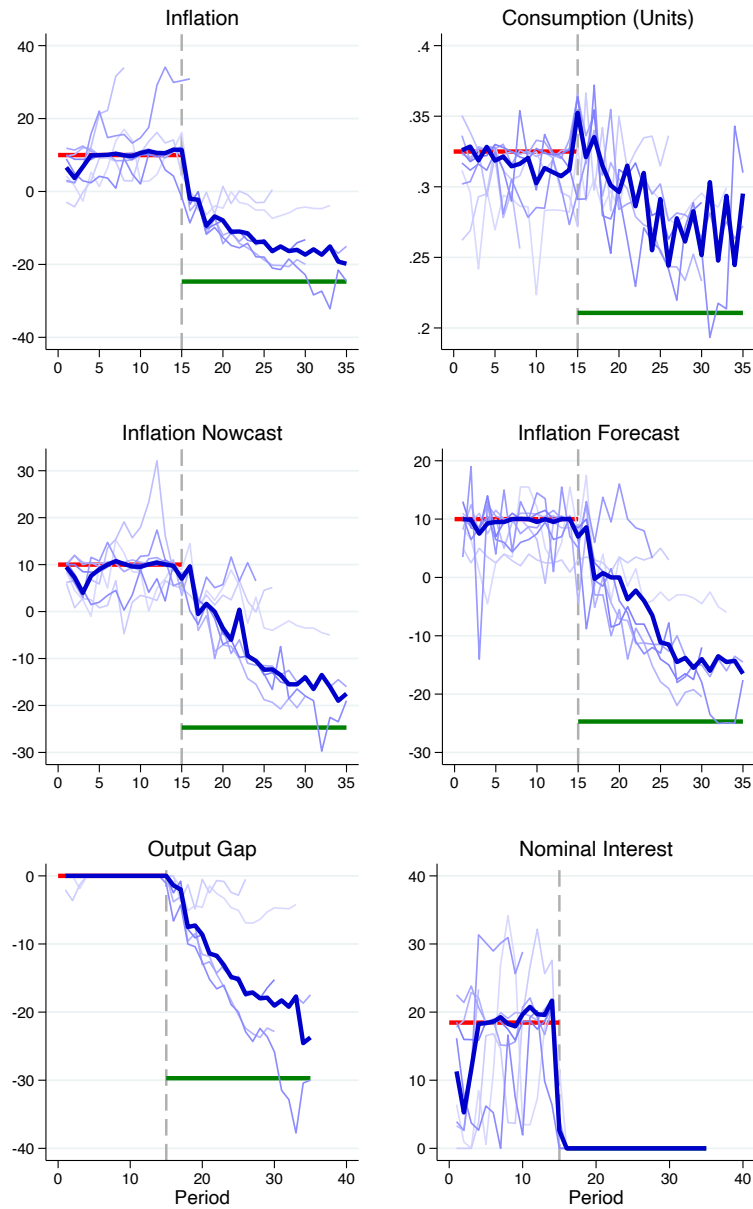 Inflation
40
20
0
-20
-40
0 5 10 15 20 25 30 35
Consumption (Units)
.4
.35
.3
.25
.2
0 5 10 15 20 25 30 35
Inflation Nowcast
30
20
10
0
-10
-20
-30
0 5 10 15 20 25 30 35
Inflation Forecast
20
10
0
-10
-20
-30
0 5 10 15 20 25 30 35
Output Gap
0
-10
-20
-30
-40
0 10 20 30 40
Period
Nominal Interest
40
30
20
10
0
0 10 20 30 40
Period